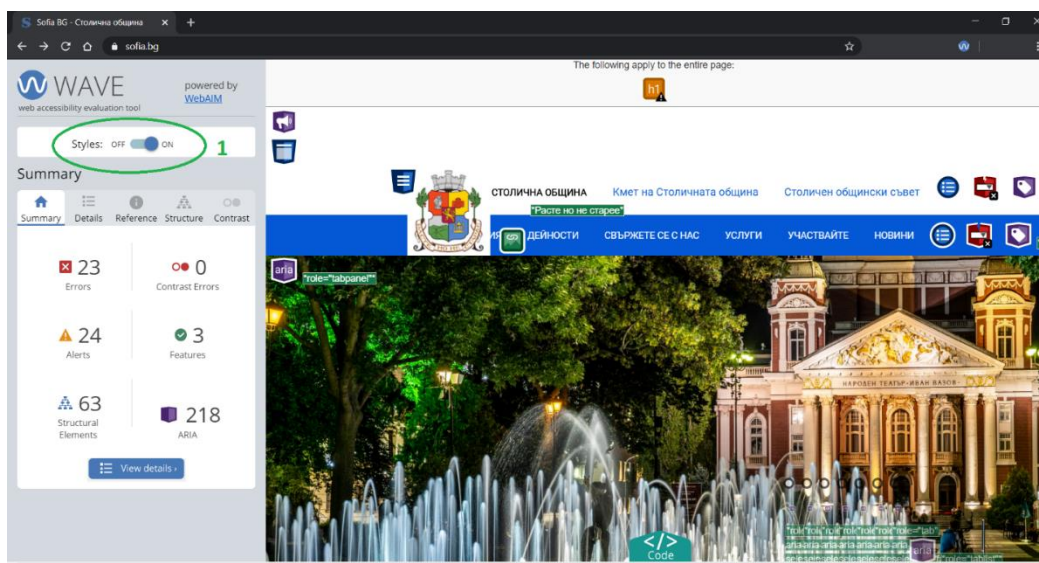 Sofia BG - Столична община
sofia.bg
WAVE
web accessibility evaluation tool
powered by
WebAIM
Styles: OFF ON
1
Summary
Summary Details Reference Structure Contrast
23
Errors
0
Contrast Errors
24
Alerts
3
Features
63
Structural
Elements
218
ARIA
View details ›
The following apply to the entire page:
h1
СТОЛИЧНА ОБЩИНА Кмет на Столичната община Столичен общински съвет
*Расте но не старее*
ДЕЙНОСТИ СВЪРЖЕТЕ СЕ С НАС УСЛУГИ УЧАСТВАЙТЕ НОВИНИ
aria
*role="tabpanel"*
НАРОДЕН ТЕАТЪР·ИВАН ВАЗОВ
</>
Code
aria